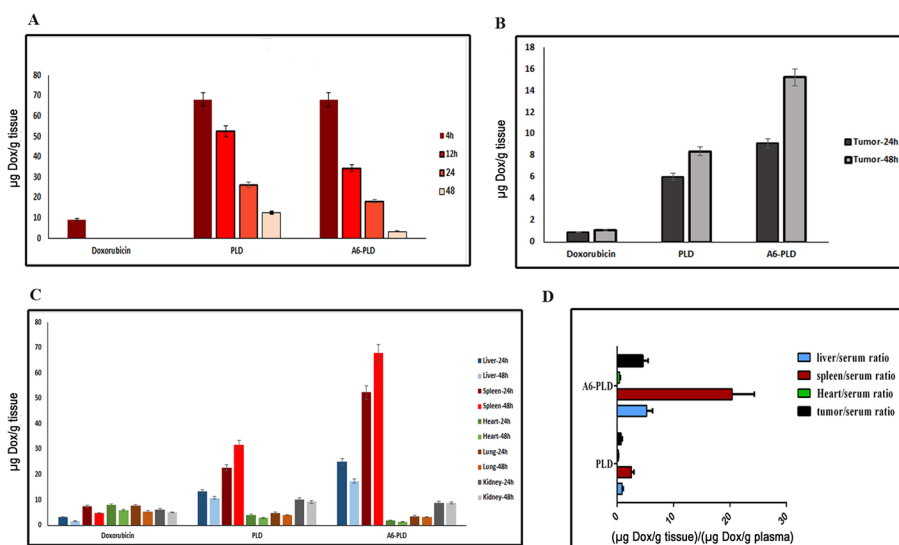 A
80
70
60
50
40
30
20
10
0
µg Dox/g tissue
Doxorubicin
PLD
A6-PLD
4h
12h
24
48
B
18
16
14
12
10
8
6
4
2
0
µg Dox/g tissue
Doxorubicin
PLD
A6-PLD
Tumor-24h
Tumor-48h
C
80
70
60
50
40
30
20
10
0
µg Dox/g tissue
Doxorubicin
PLD
A6-PLD
Liver-24h
Liver-48h
Spleen-24h
Spleen-48h
Heart-24h
Heart-48h
Lung-24h
Lung-48h
Kidney-24h
Kidney-48h
D
A6-PLD
PLD
0
10
20
30
(µg Dox/g tissue)/(µg Dox/g plasma)
liver/serum ratio
spleen/serum ratio
Heart/serum ratio
tumor/serum ratio